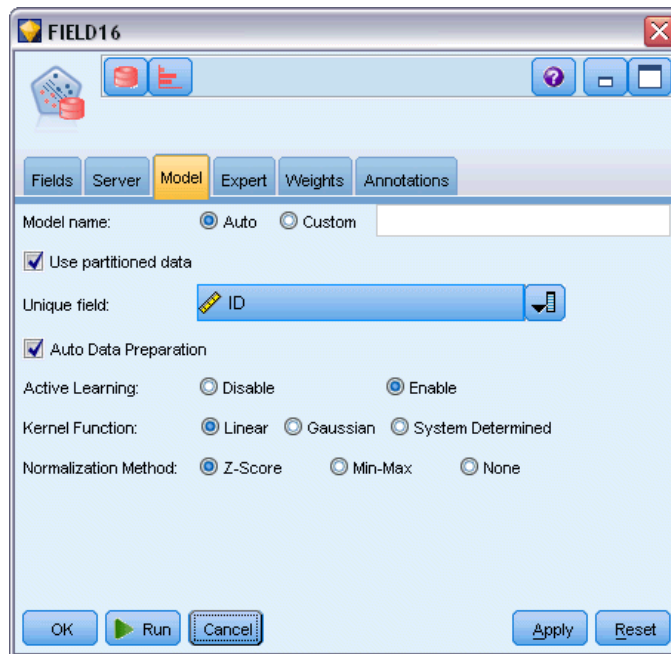 FIELD16
Fields Server Model Expert Weights Annotations
Model name: Auto Custom
Use partitioned data
Unique field: ID
Auto Data Preparation
Active Learning: Disable Enable
Kernel Function: Linear Gaussian System Determined
Normalization Method: Z-Score Min-Max None
OK Run Cancel Apply Reset